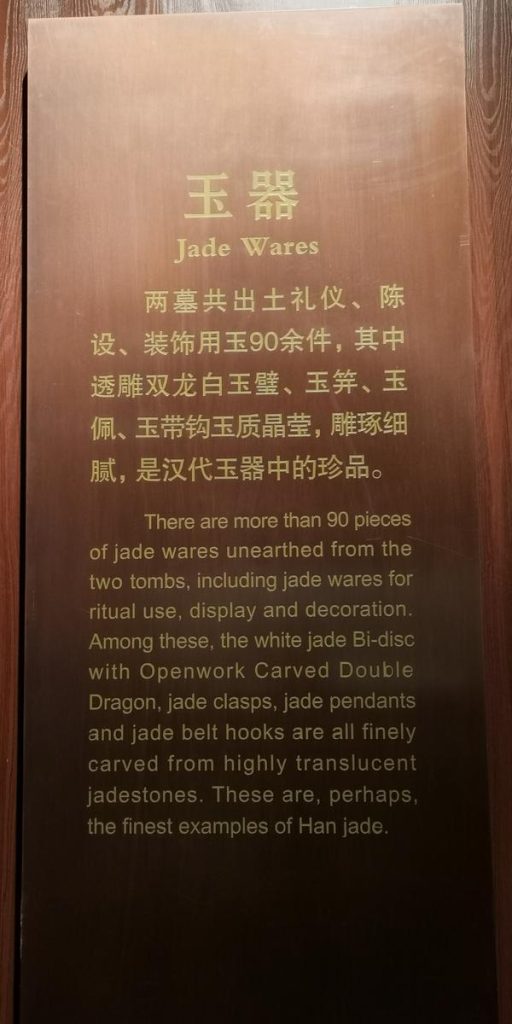 玉器
Jade Wares
两墓共出土礼仪、陈
设、装饰用玉90余件，其中
透雕双龙白玉璧、玉笄、玉
佩、玉带钩玉质晶莹，雕琢细
腻，是汉代玉器中的珍品。
There are more than 90 pieces
of jade wares unearthed from the
two tombs, including jade wares for
ritual use, display and decoration.
Among these, the white jade Bi-disc
with Openwork Carved Double
Dragon, jade clasps, jade pendants
and jade belt hooks are all finely
carved from highly translucent
jadestones. These are, perhaps,
the finest examples of Han jade.